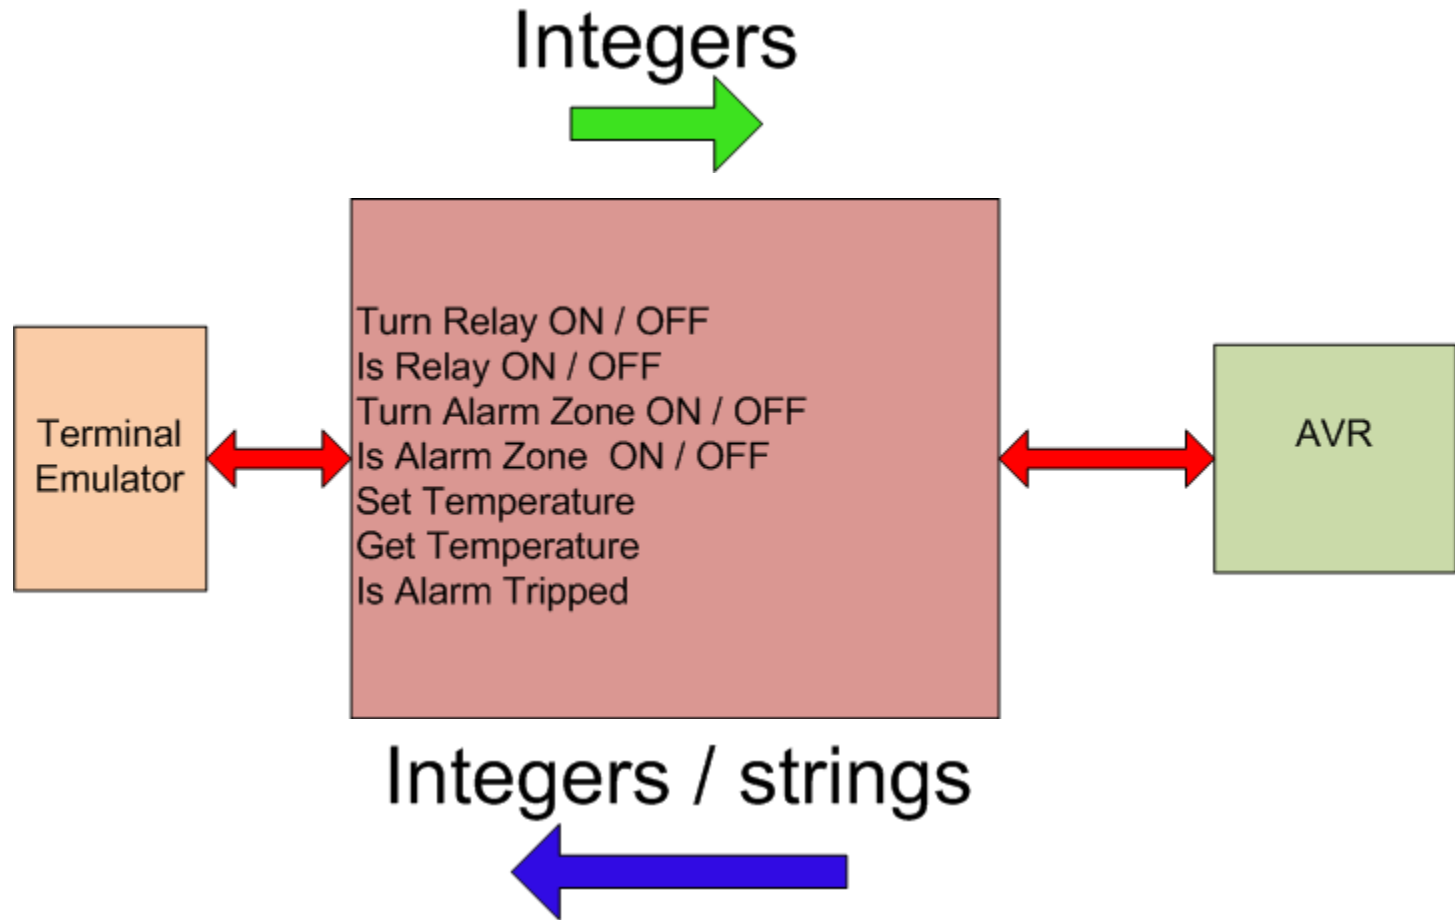 Integers
Turn Relay ON / OFF
Is Relay ON / OFF
Turn Alarm Zone ON / OFF
Is Alarm Zone  ON / OFF
Set Temperature
Get Temperature
Is Alarm Tripped
Terminal
Emulator
AVR
Integers / strings